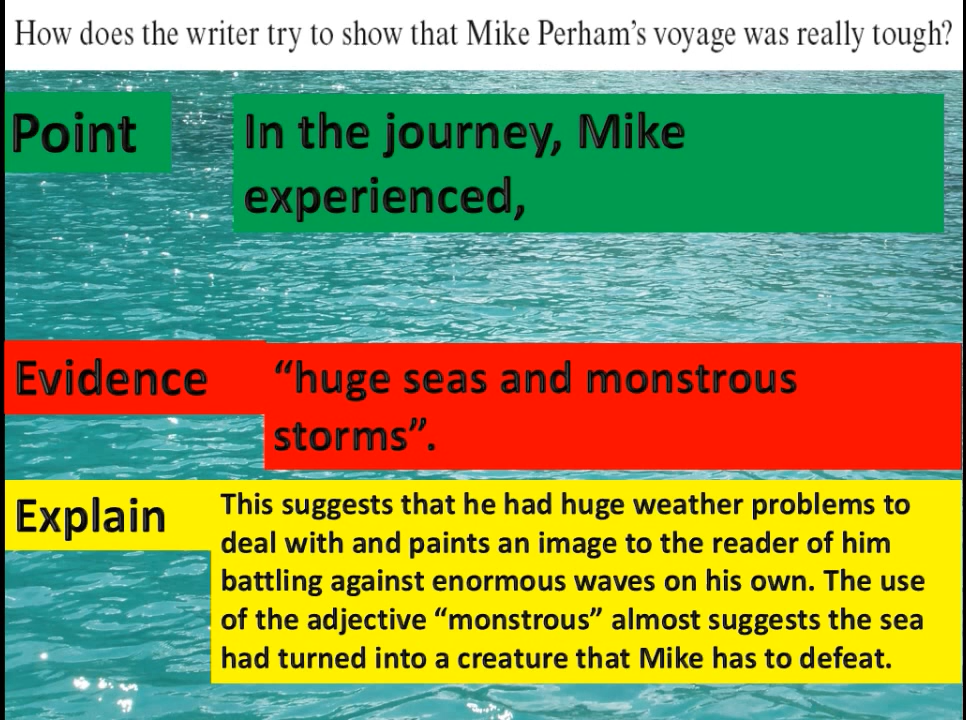 How does the writer try to show that Mike Perham’s voyage was really tough?
Point
In the journey, Mike
experienced,
Evidence
“huge seas and monstrous
storms”.
Explain
This suggests that he had huge weather problems to
deal with and paints an image to the reader of him
battling against enormous waves on his own. The use
of the adjective “monstrous” almost suggests the sea
had turned into a creature that Mike has to defeat.